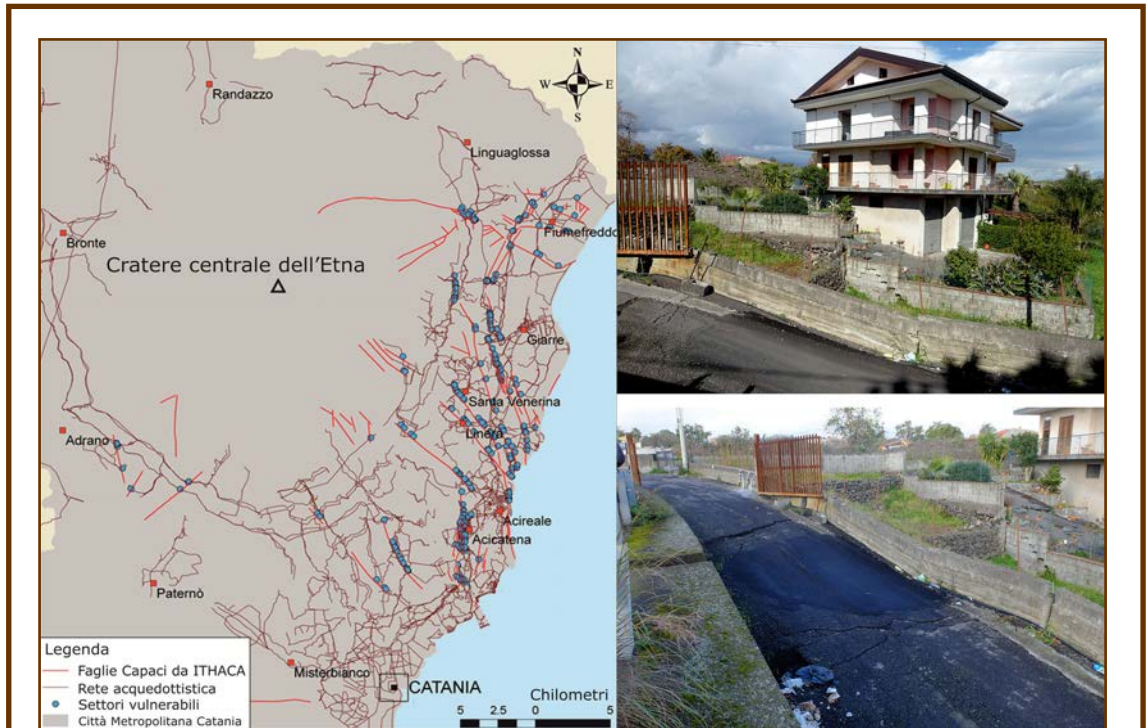 N
W E
S
Randazzo
Linguaglossa
Bronte
Fiumefreddo
Cratere centrale dell'Etna
Giarre
Santa Venerina
Adrano
Linera
Acireale
Acicatena
Paternò
Legenda
Faglie Capaci da ITHACA
Rete acquedottistica
Settori vulnerabili
Città Metropolitana Catania
Misterbianco
CATANIA
Chilometri
5 2.5 0 5